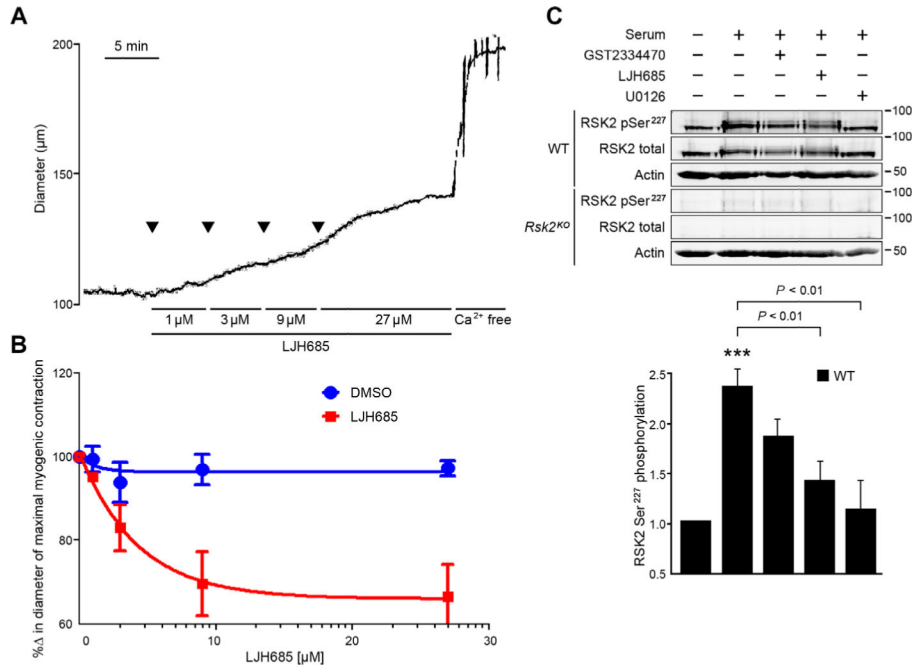 A
5 min
200
150
100
Diameter (µm)
1 µM
3 µM
9 µM
27 µM
Ca²⁺ free
LJH685
B
120
100
80
60
%Δ in diameter of maximal myogenic contraction
DMSO
LJH685
0
10
20
30
LJH685 [µM]
C
Serum − + + + +
GST2334470 − − + − −
LJH685 − − − + −
U0126 − − − − +
WT
RSK2 pSer²²⁷
100
RSK2 total
100
Actin
50
Rsk2ᴷᴼ
RSK2 pSer²²⁷
100
RSK2 total
100
Actin
50
P < 0.01
P < 0.01
***
WT
2.5
2.0
1.5
1.0
0.5
RSK2 Ser²²⁷ phosphorylation